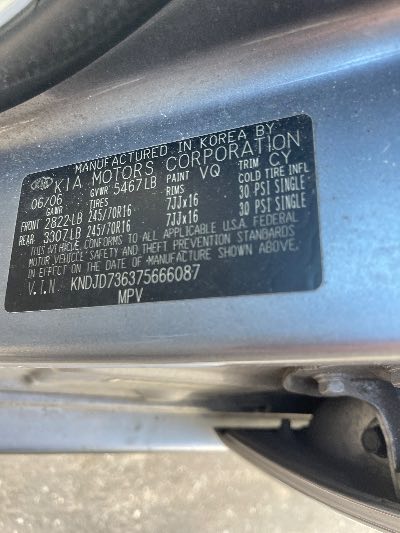 MANUFACTURED IN KOREA BY
KIA MOTORS CORPORATION
06/06 GVWR 5467LB PAINT VQ TRIM CY
GAWR TIRES RIMS COLD TIRE INFL
FRONT 2822LB 245/70R16 7JJx16 30 PSI SINGLE
REAR 3307LB 245/70R16 7JJx16 30 PSI SINGLE
THIS VEHICLE CONFORMS TO ALL APPLICABLE U.S.A FEDERAL
MOTOR VEHICLE SAFETY AND THEFT PREVENTION STANDARDS
IN EFFECT ON THE DATE OF MANUFACTURE SHOWN ABOVE.
V.I.N. KNDJD736375666087
MPV